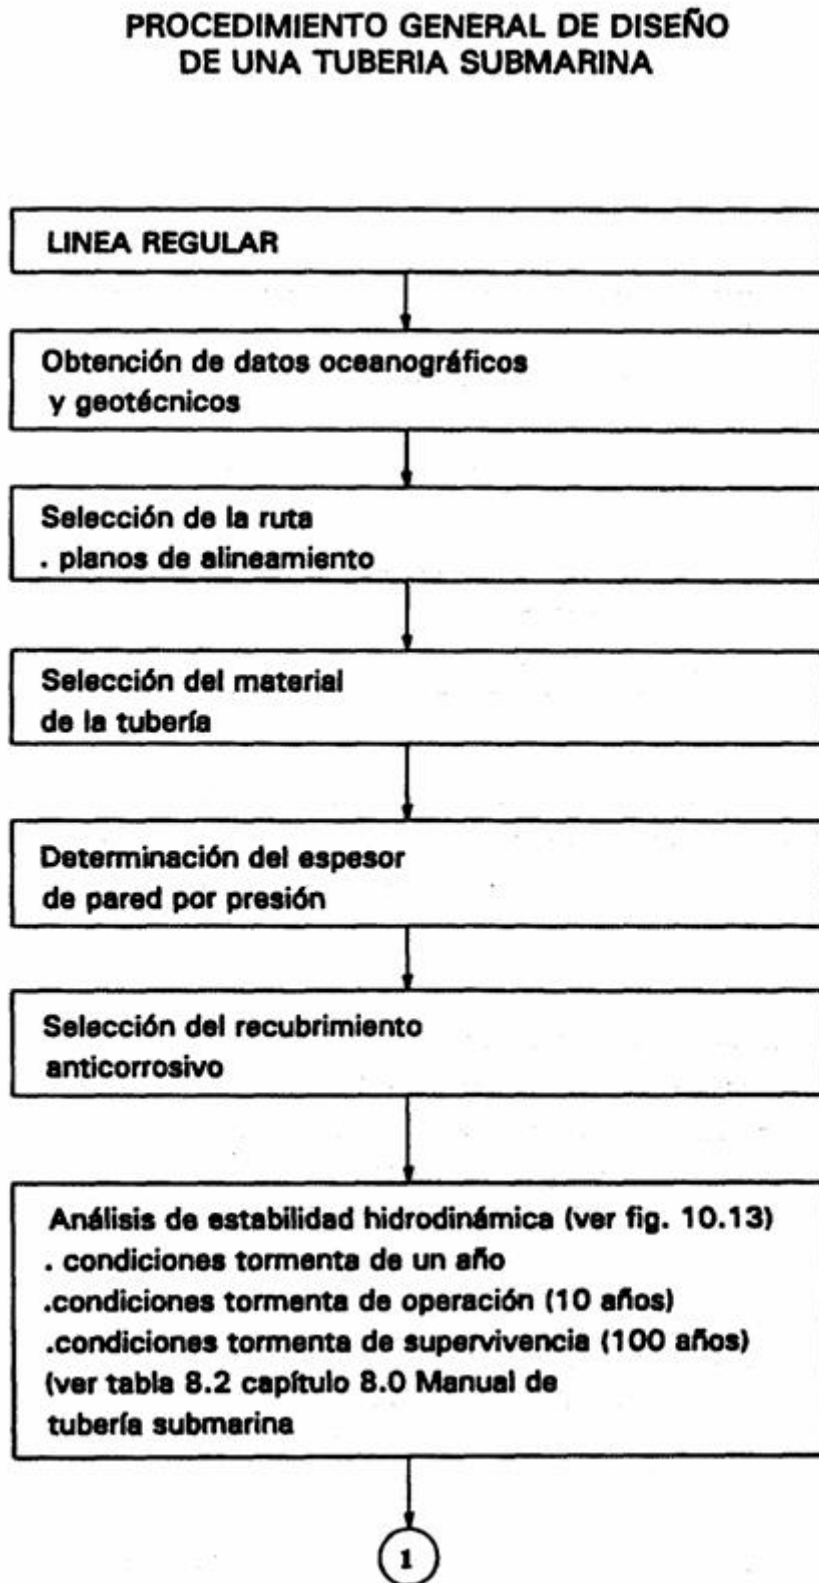 PROCEDIMIENTO GENERAL DE DISEÑO
DE UNA TUBERIA SUBMARINA
LINEA REGULAR
Obtención de datos oceanográficos
y geotécnicos
Selección de la ruta
. planos de alineamiento
Selección del material
de la tubería
Determinación del espesor
de pared por presión
Selección del recubrimiento
anticorrosivo
Análisis de estabilidad hidrodinámica (ver fig. 10.13)
. condiciones tormenta de un año
.condiciones tormenta de operación (10 años)
.condiciones tormenta de supervivencia (100 años)
(ver tabla 8.2 capítulo 8.0 Manual de
tubería submarina
1